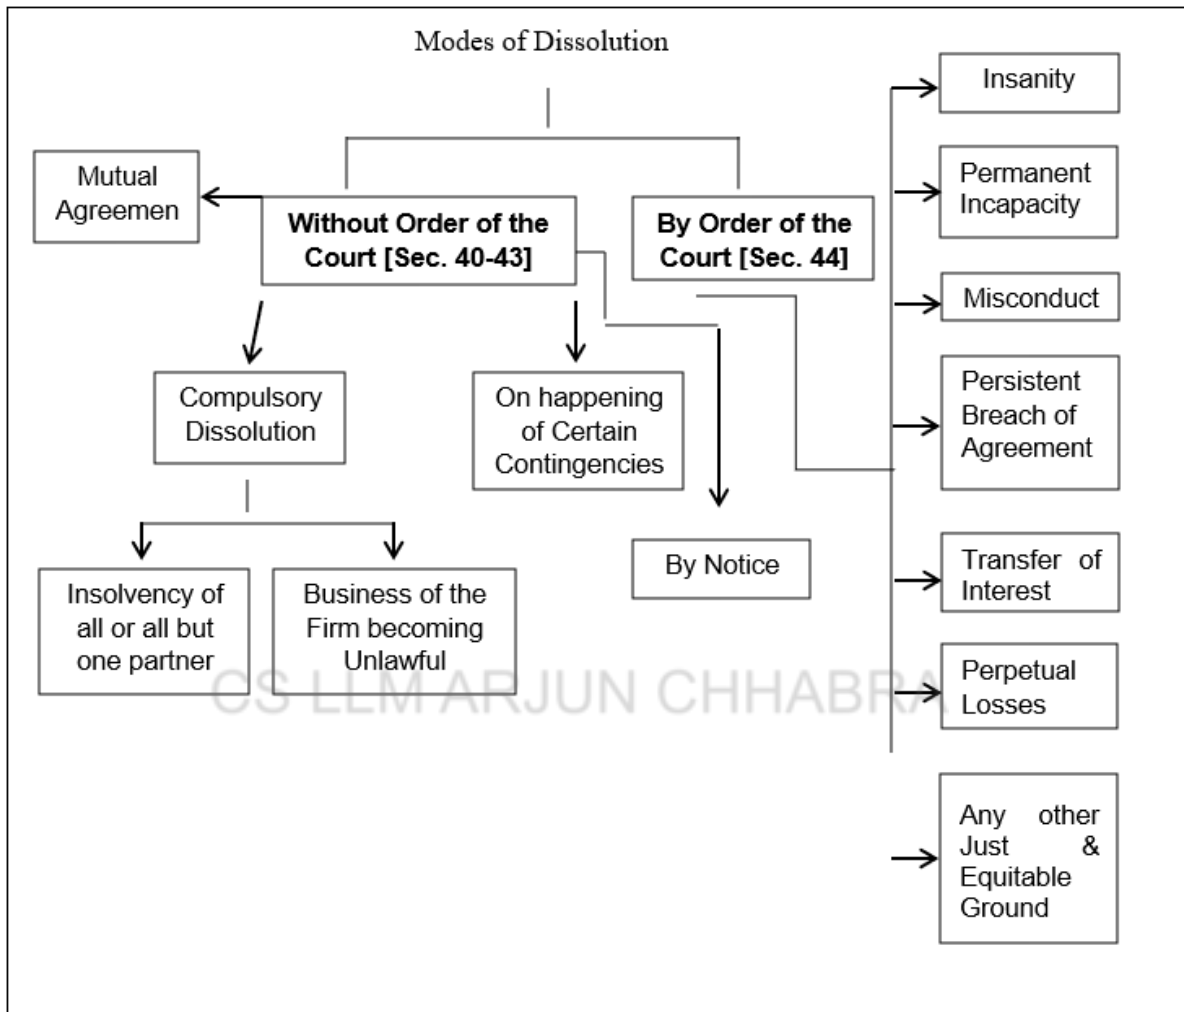 Modes of Dissolution
Mutual
Agreemen
Without Order of the
Court [Sec. 40-43]
By Order of the
Court [Sec. 44]
Compulsory
Dissolution
On happening
of Certain
Contingencies
By Notice
Insolvency of
all or all but
one partner
Business of the
Firm becoming
Unlawful
Insanity
Permanent
Incapacity
Misconduct
Persistent
Breach of
Agreement
Transfer of
Interest
Perpetual
Losses
Any other
Just &
Equitable
Ground
CS LLM ARJUN CHHABRA